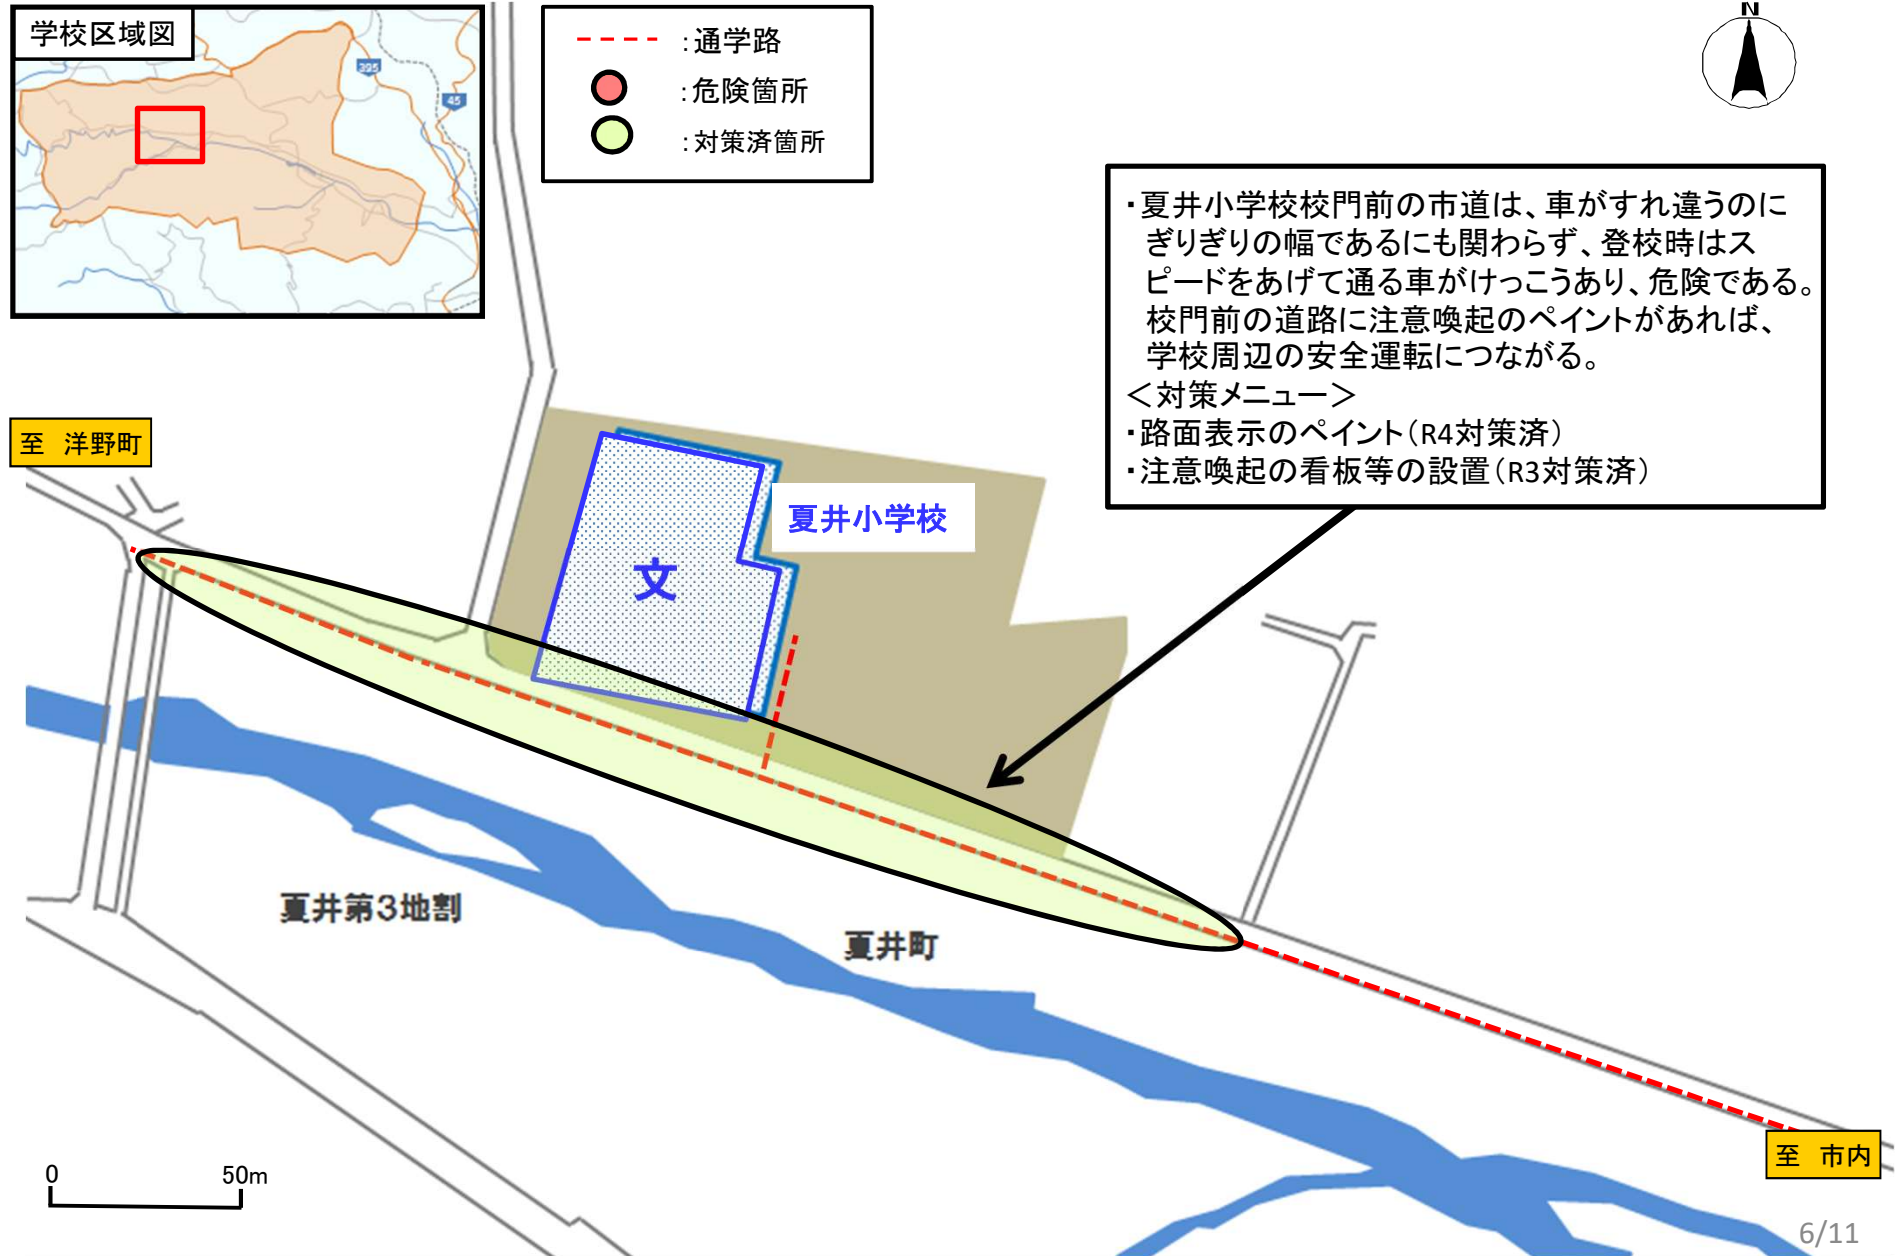 学校区域図
395
45
:通学路
:危険箇所
:対策済箇所
N
・夏井小学校校門前の市道は、車がすれ違うのに
ぎりぎりの幅であるにも関わらず、登校時はス
ピードをあげて通る車がけっこうあり、危険である。
校門前の道路に注意喚起のペイントがあれば、
学校周辺の安全運転につながる。
＜対策メニュー＞
・路面表示のペイント（R4対策済）
・注意喚起の看板等の設置（R3対策済）
至 洋野町
夏井小学校
文
夏井第3地割
夏井町
至 市内
0 50m
6/11